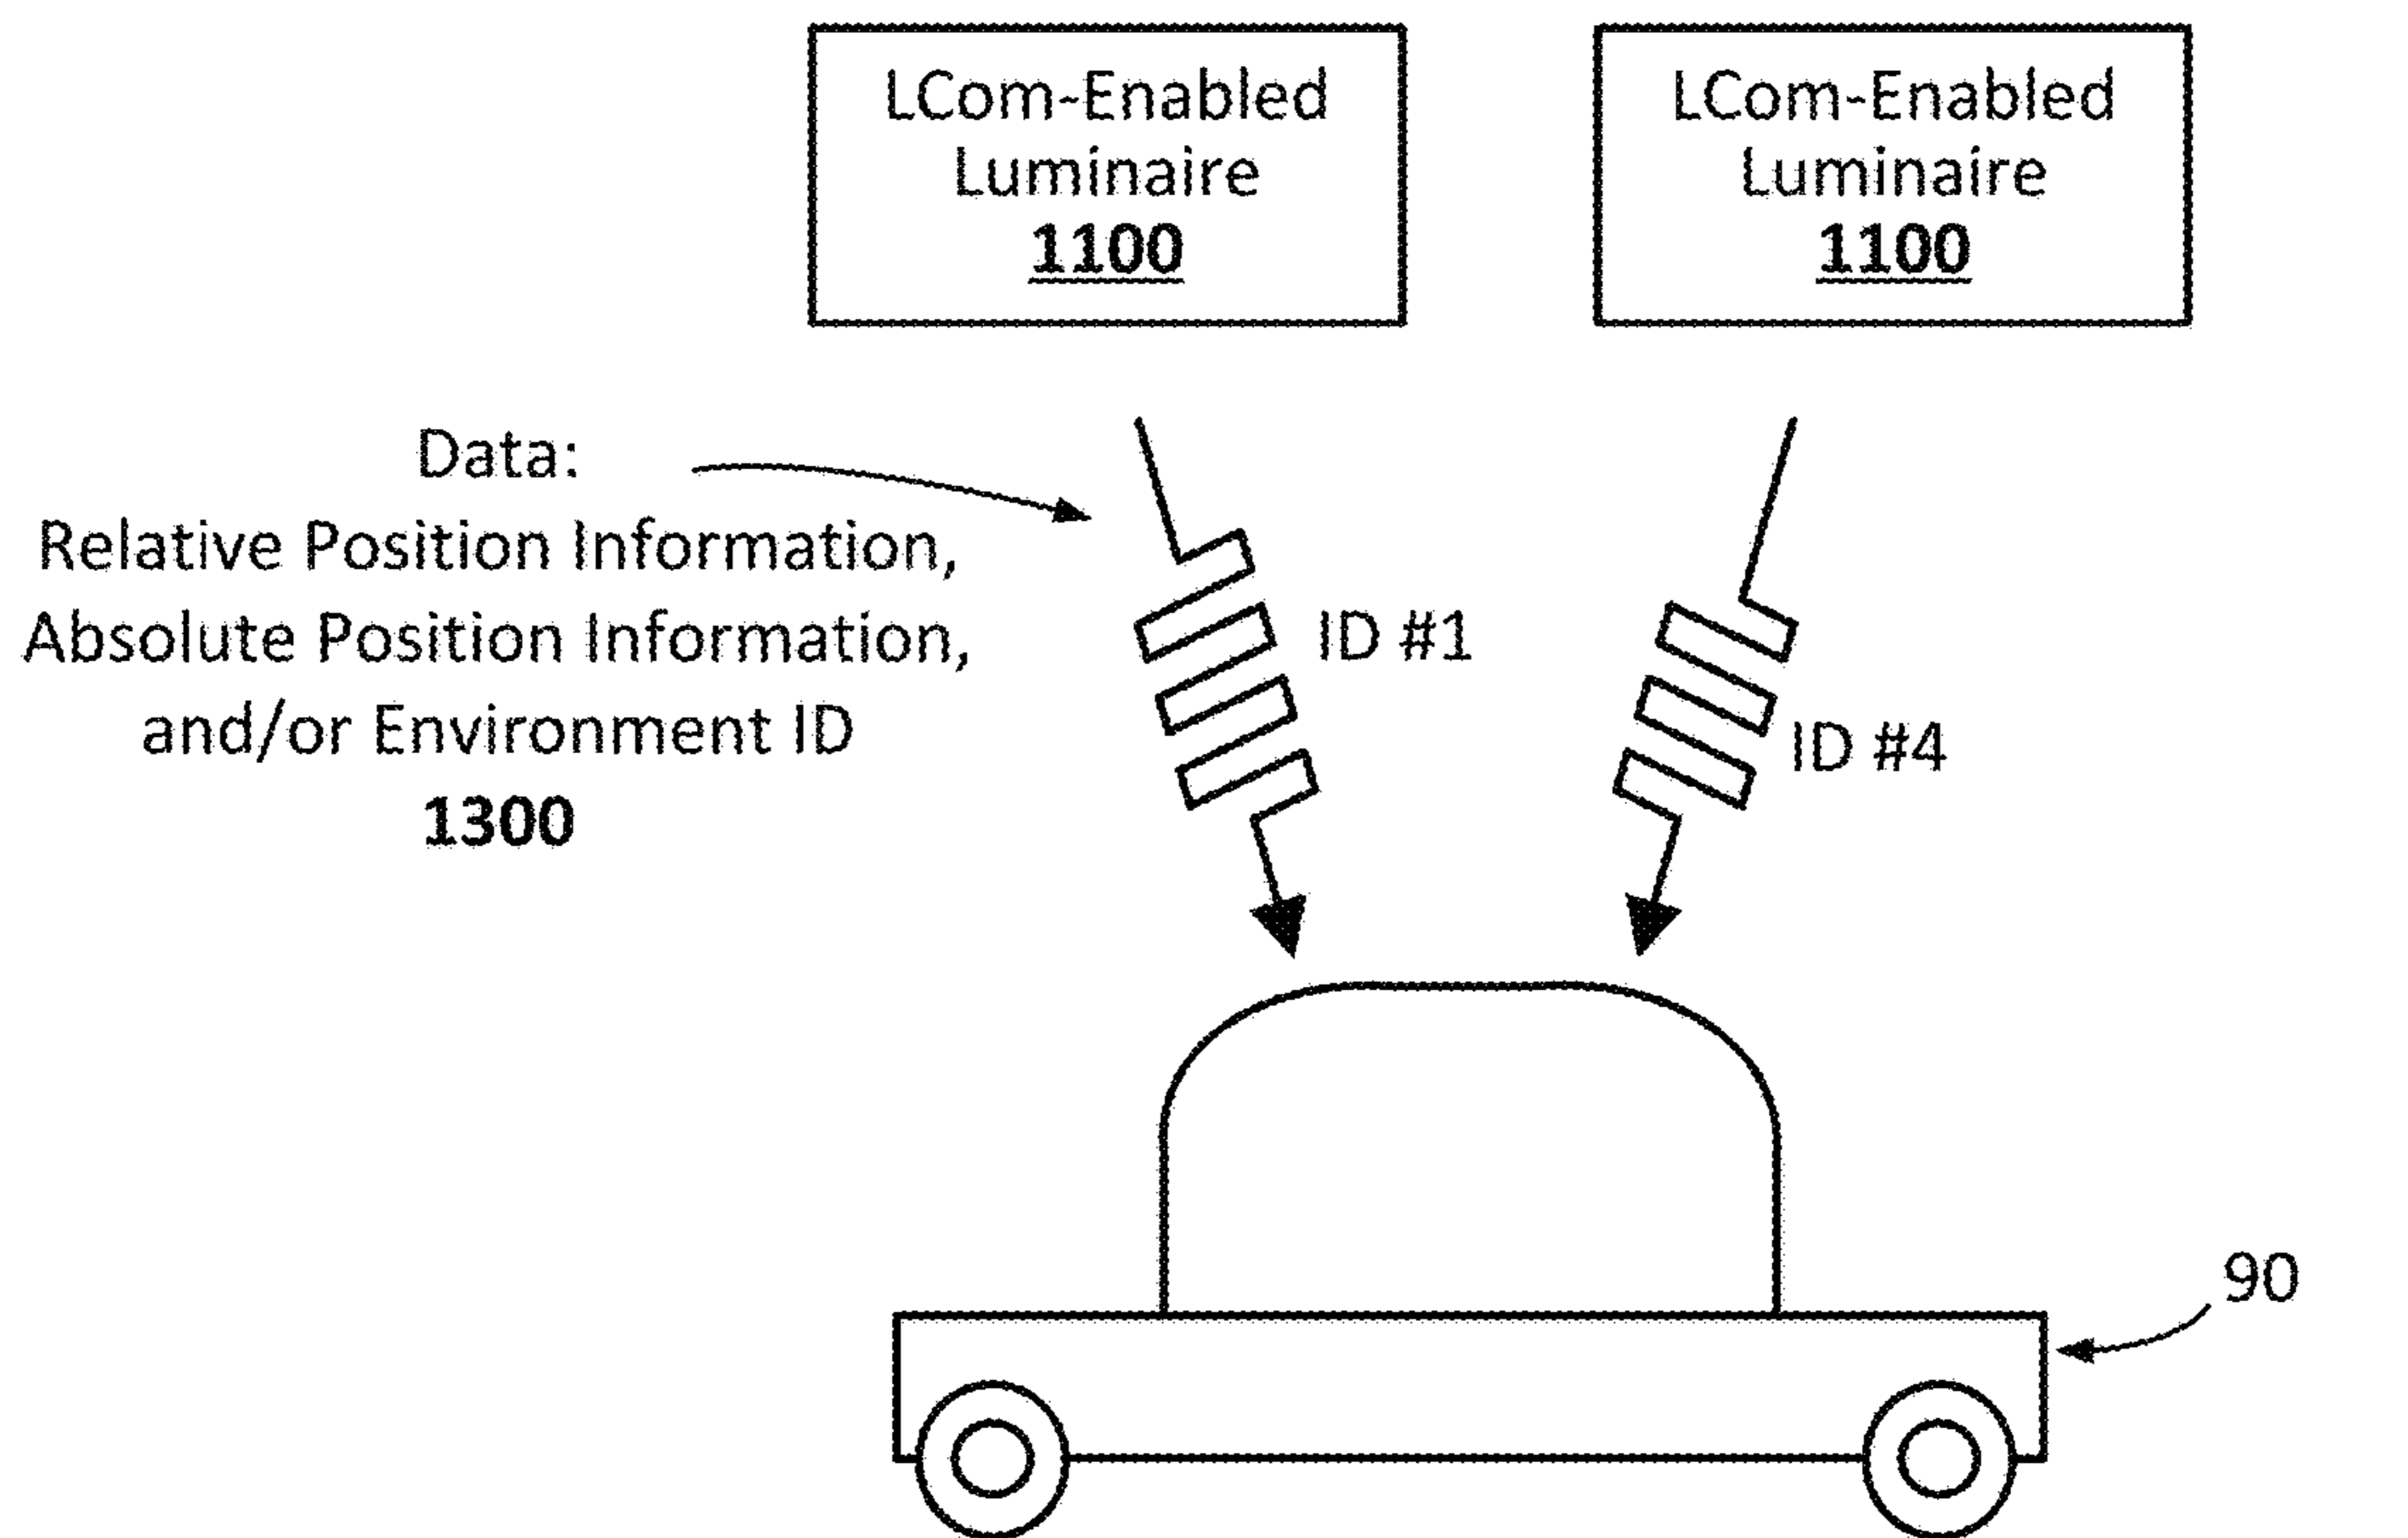 LCom-Enabled
Luminaire
1100
LCom-Enabled
Luminaire
1100
Data:
Relative Position Information,
Absolute Position Information,
and/or Environment ID
1300
ID #1
ID #4
90